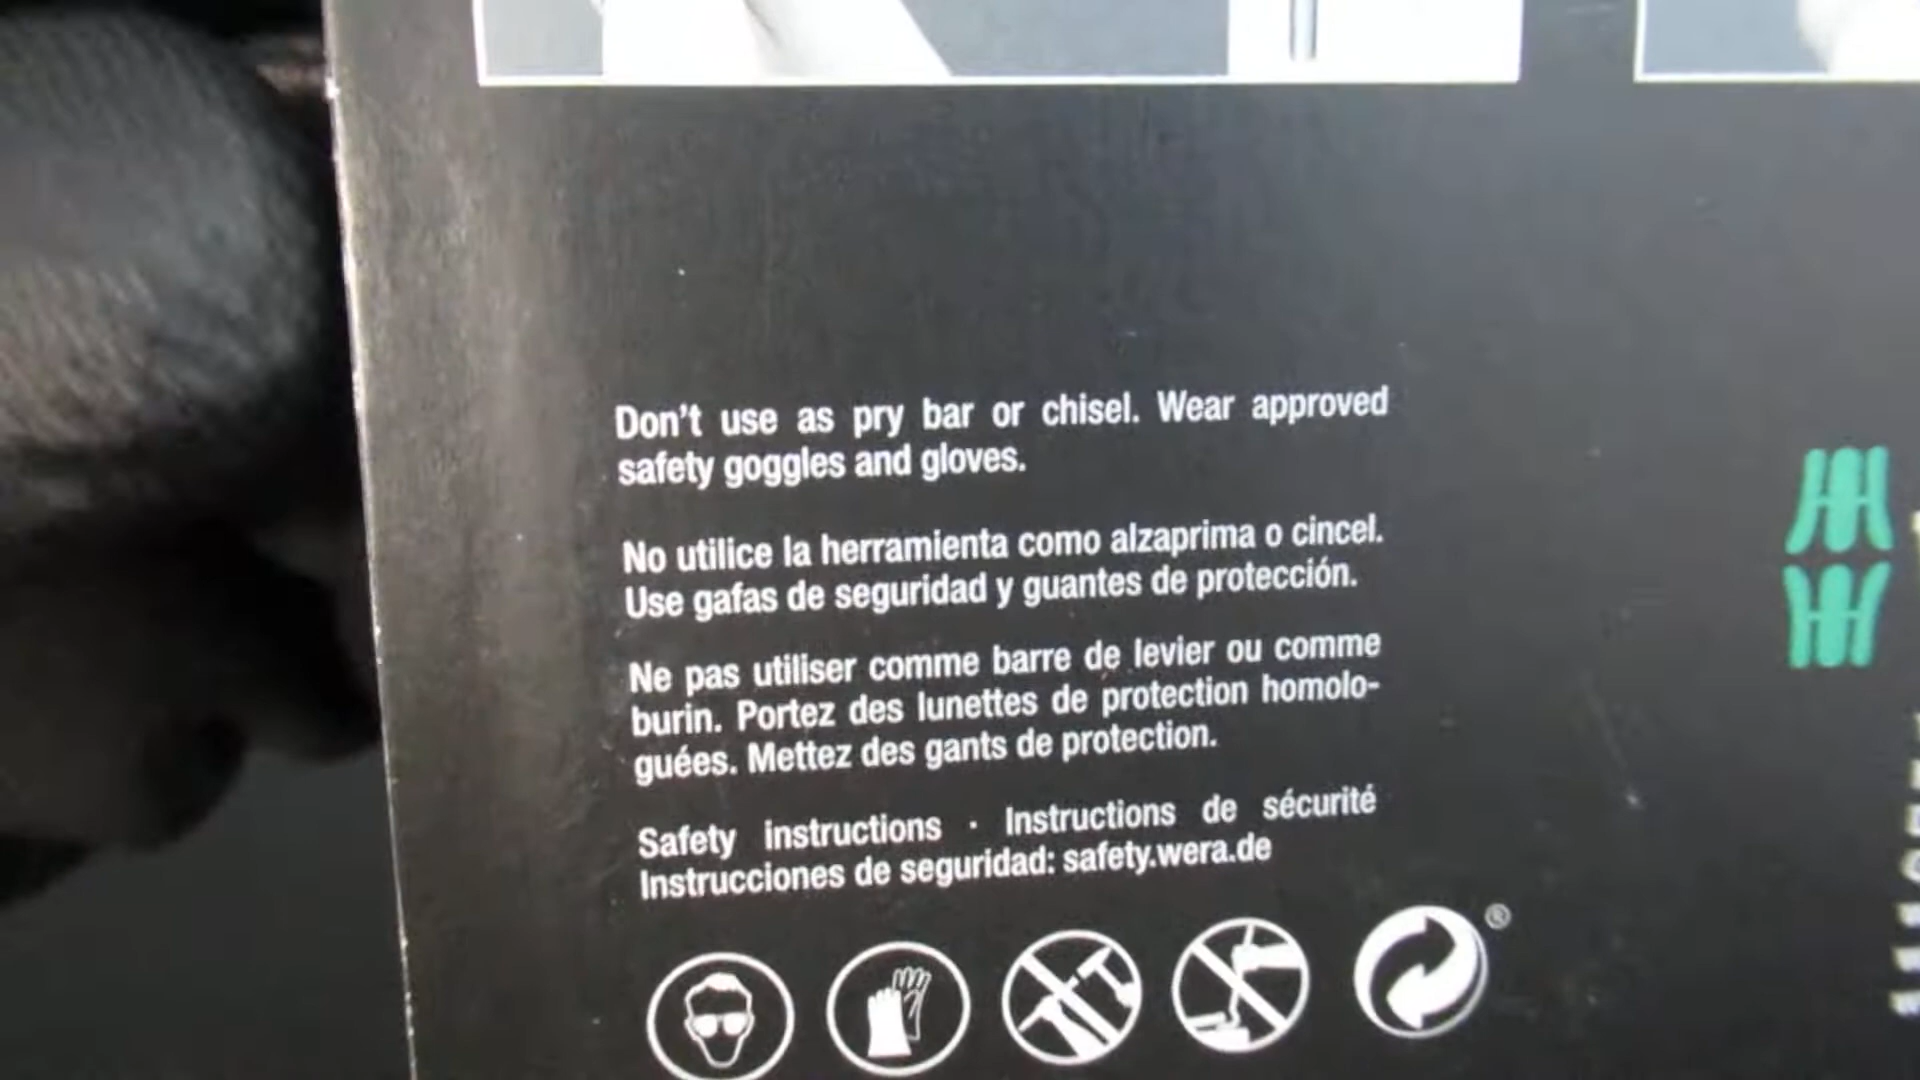 Don't use as pry bar or chisel. Wear approved
safety goggles and gloves.
No utilice la herramienta como alzaprima o cincel.
Use gafas de seguridad y guantes de protección.
Ne pas utiliser comme barre de levier ou comme
burin. Portez des lunettes de protection homolo-
guées. Mettez des gants de protection.
Safety instructions · Instructions de sécurité
Instrucciones de seguridad: safety.wera.de
®